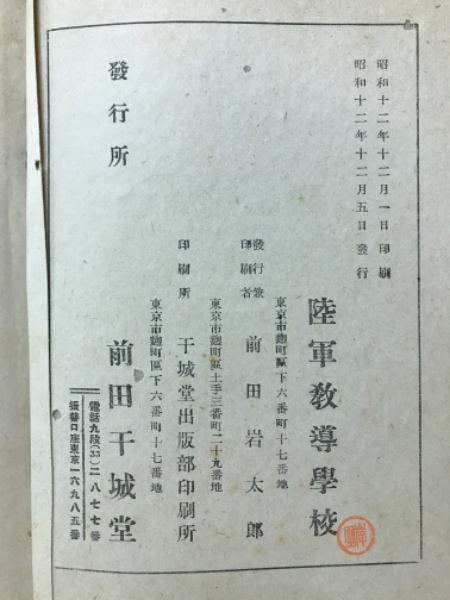 昭和十二年十二月一日印刷
昭和十二年十二月五日發行
陸軍教導學校
東京市麹町區下六番町十七番地
發行兼
印刷者
前田岩太郎
東京市麹町區土手三番町二十九番地
印刷所
干城堂出版部印刷所
東京市麹町區下六番町十七番地
發行所
前田干城堂
電話九段(33)二八七七番
振替口座東京一六九八五番